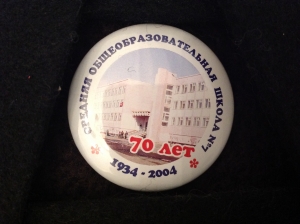 СРЕДНЯЯ ОБЩЕОБРАЗОВАТЕЛЬНАЯ ШКОЛА №7
70 лет
1934 - 2004